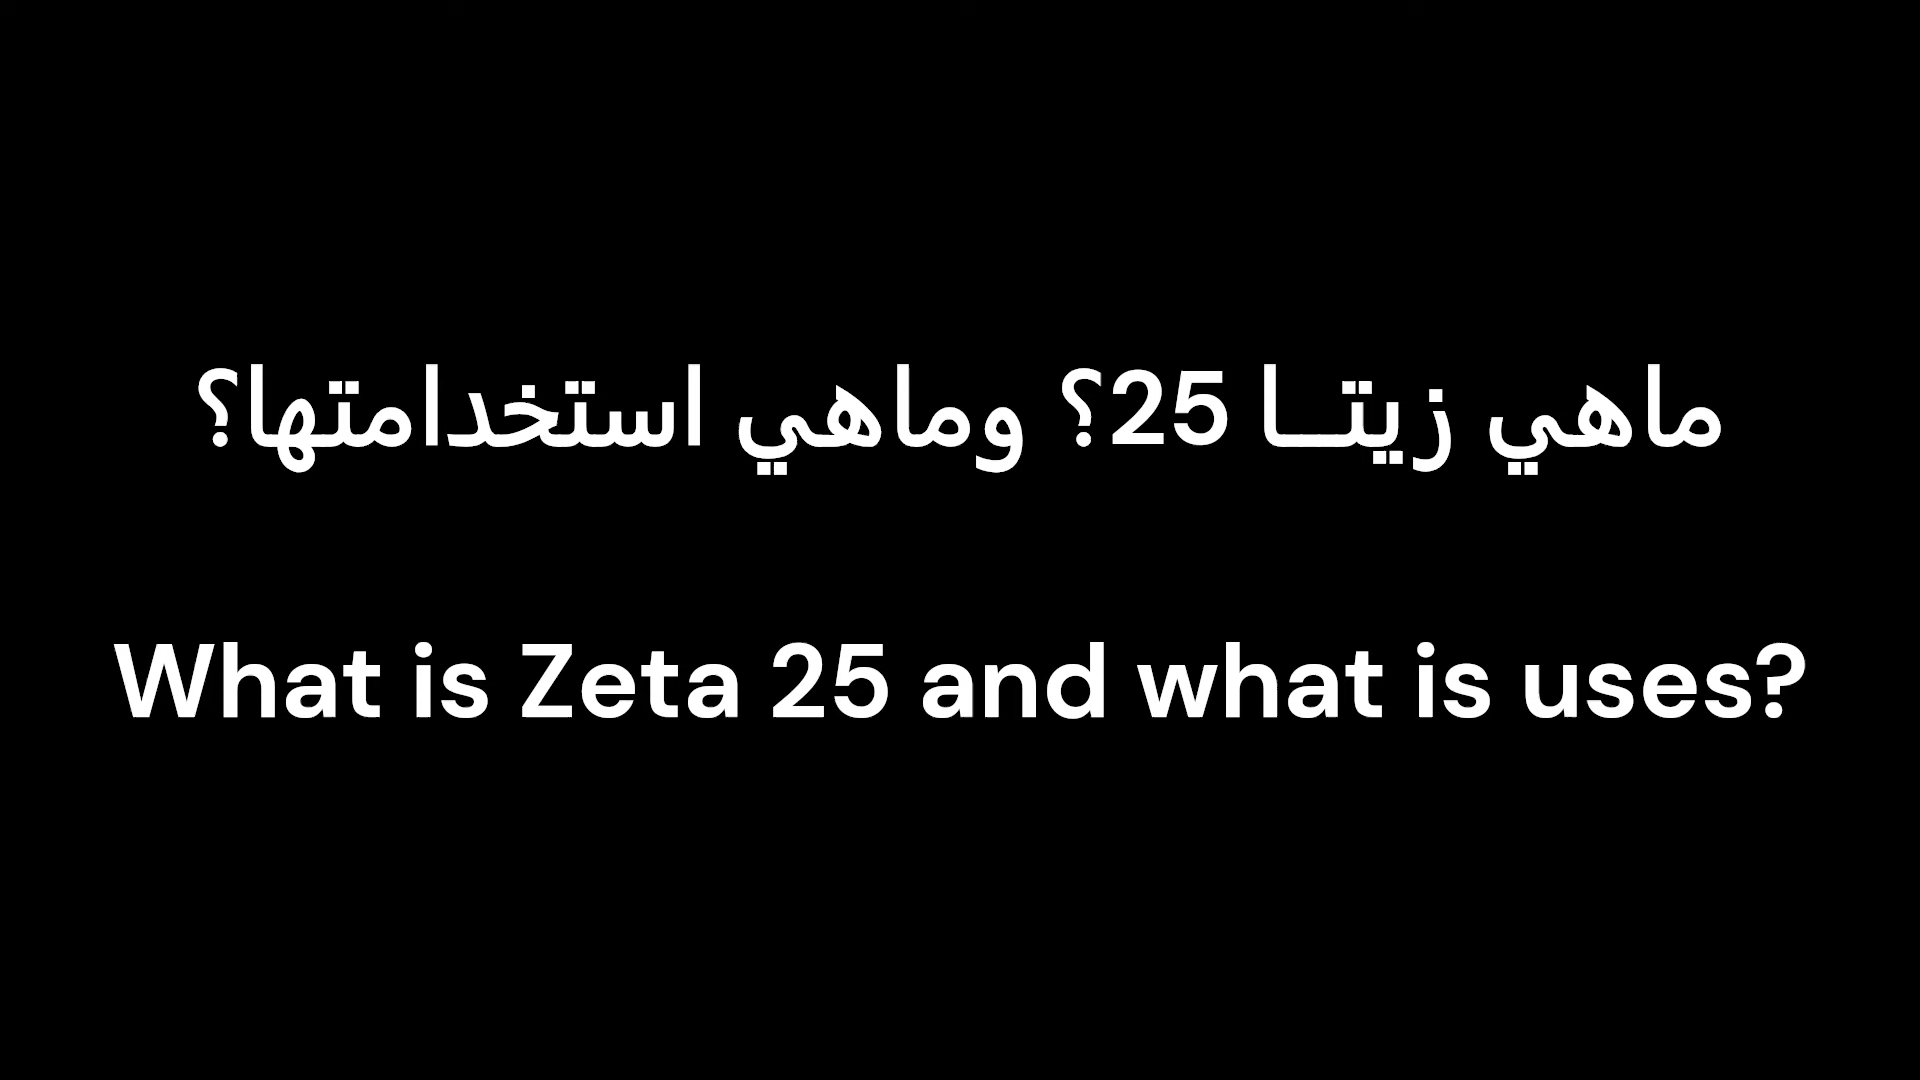 ماهي زيتــا 25؟ وماهي استخدامتها؟
What is Zeta 25 and what is uses?